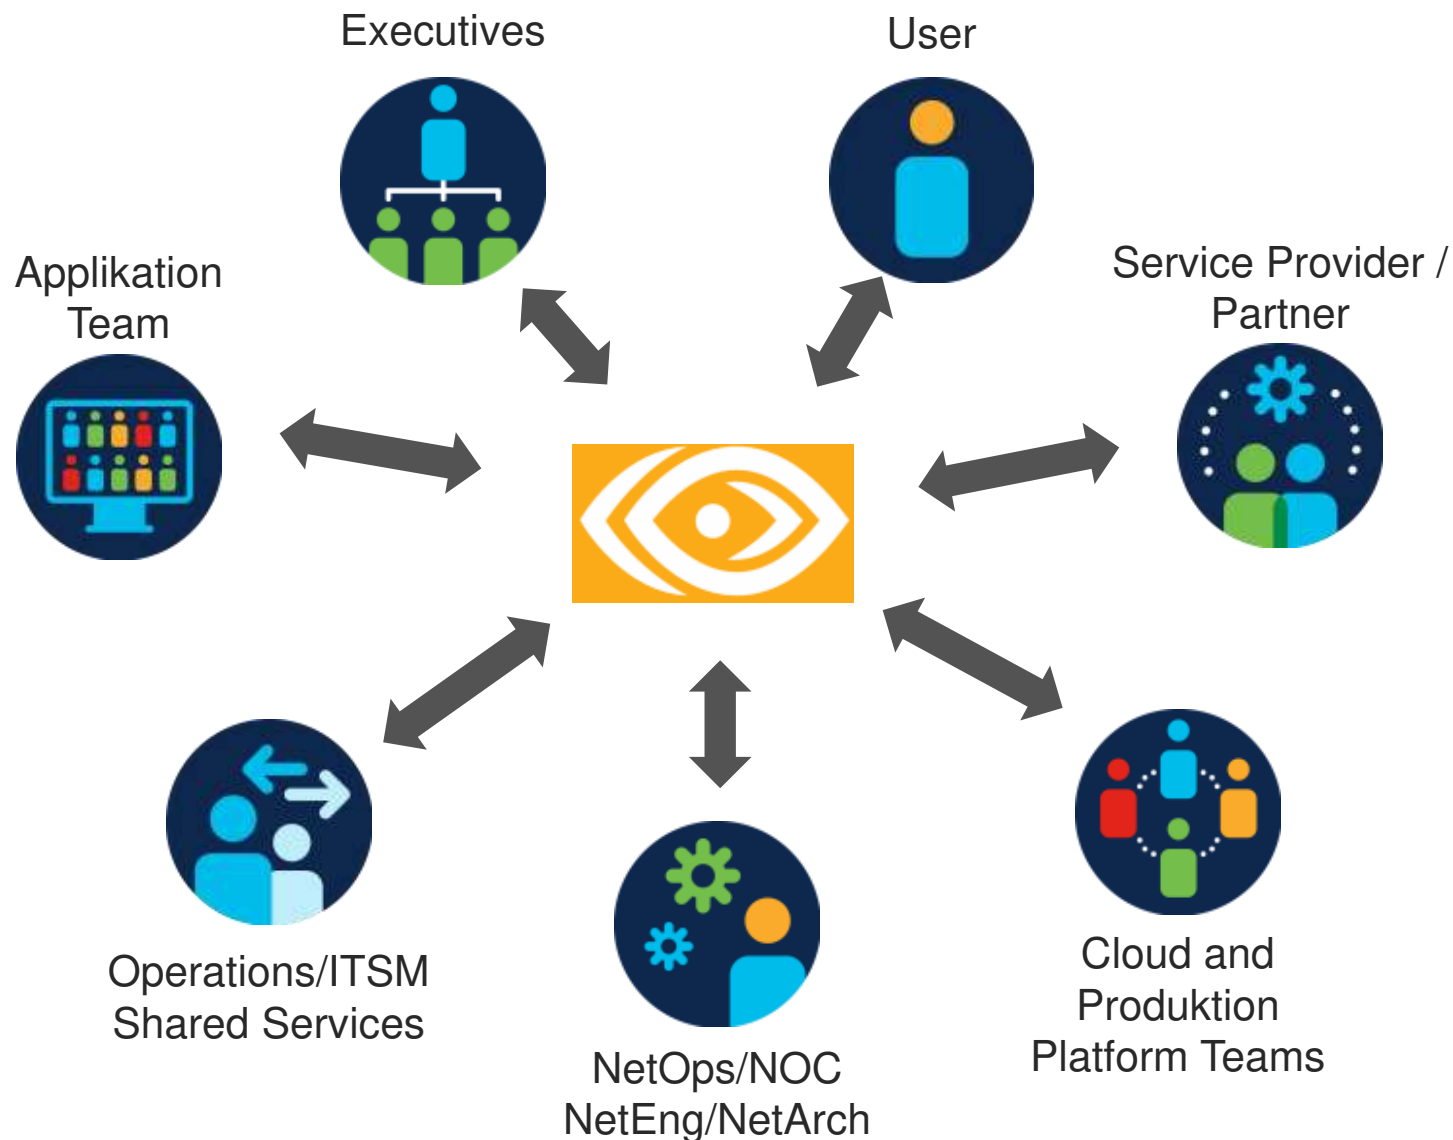 Executives
User
Applikation
Team
Service Provider /
Partner
Operations/ITSM
Shared Services
NetOps/NOC
NetEng/NetArch
Cloud and
Produktion
Platform Teams